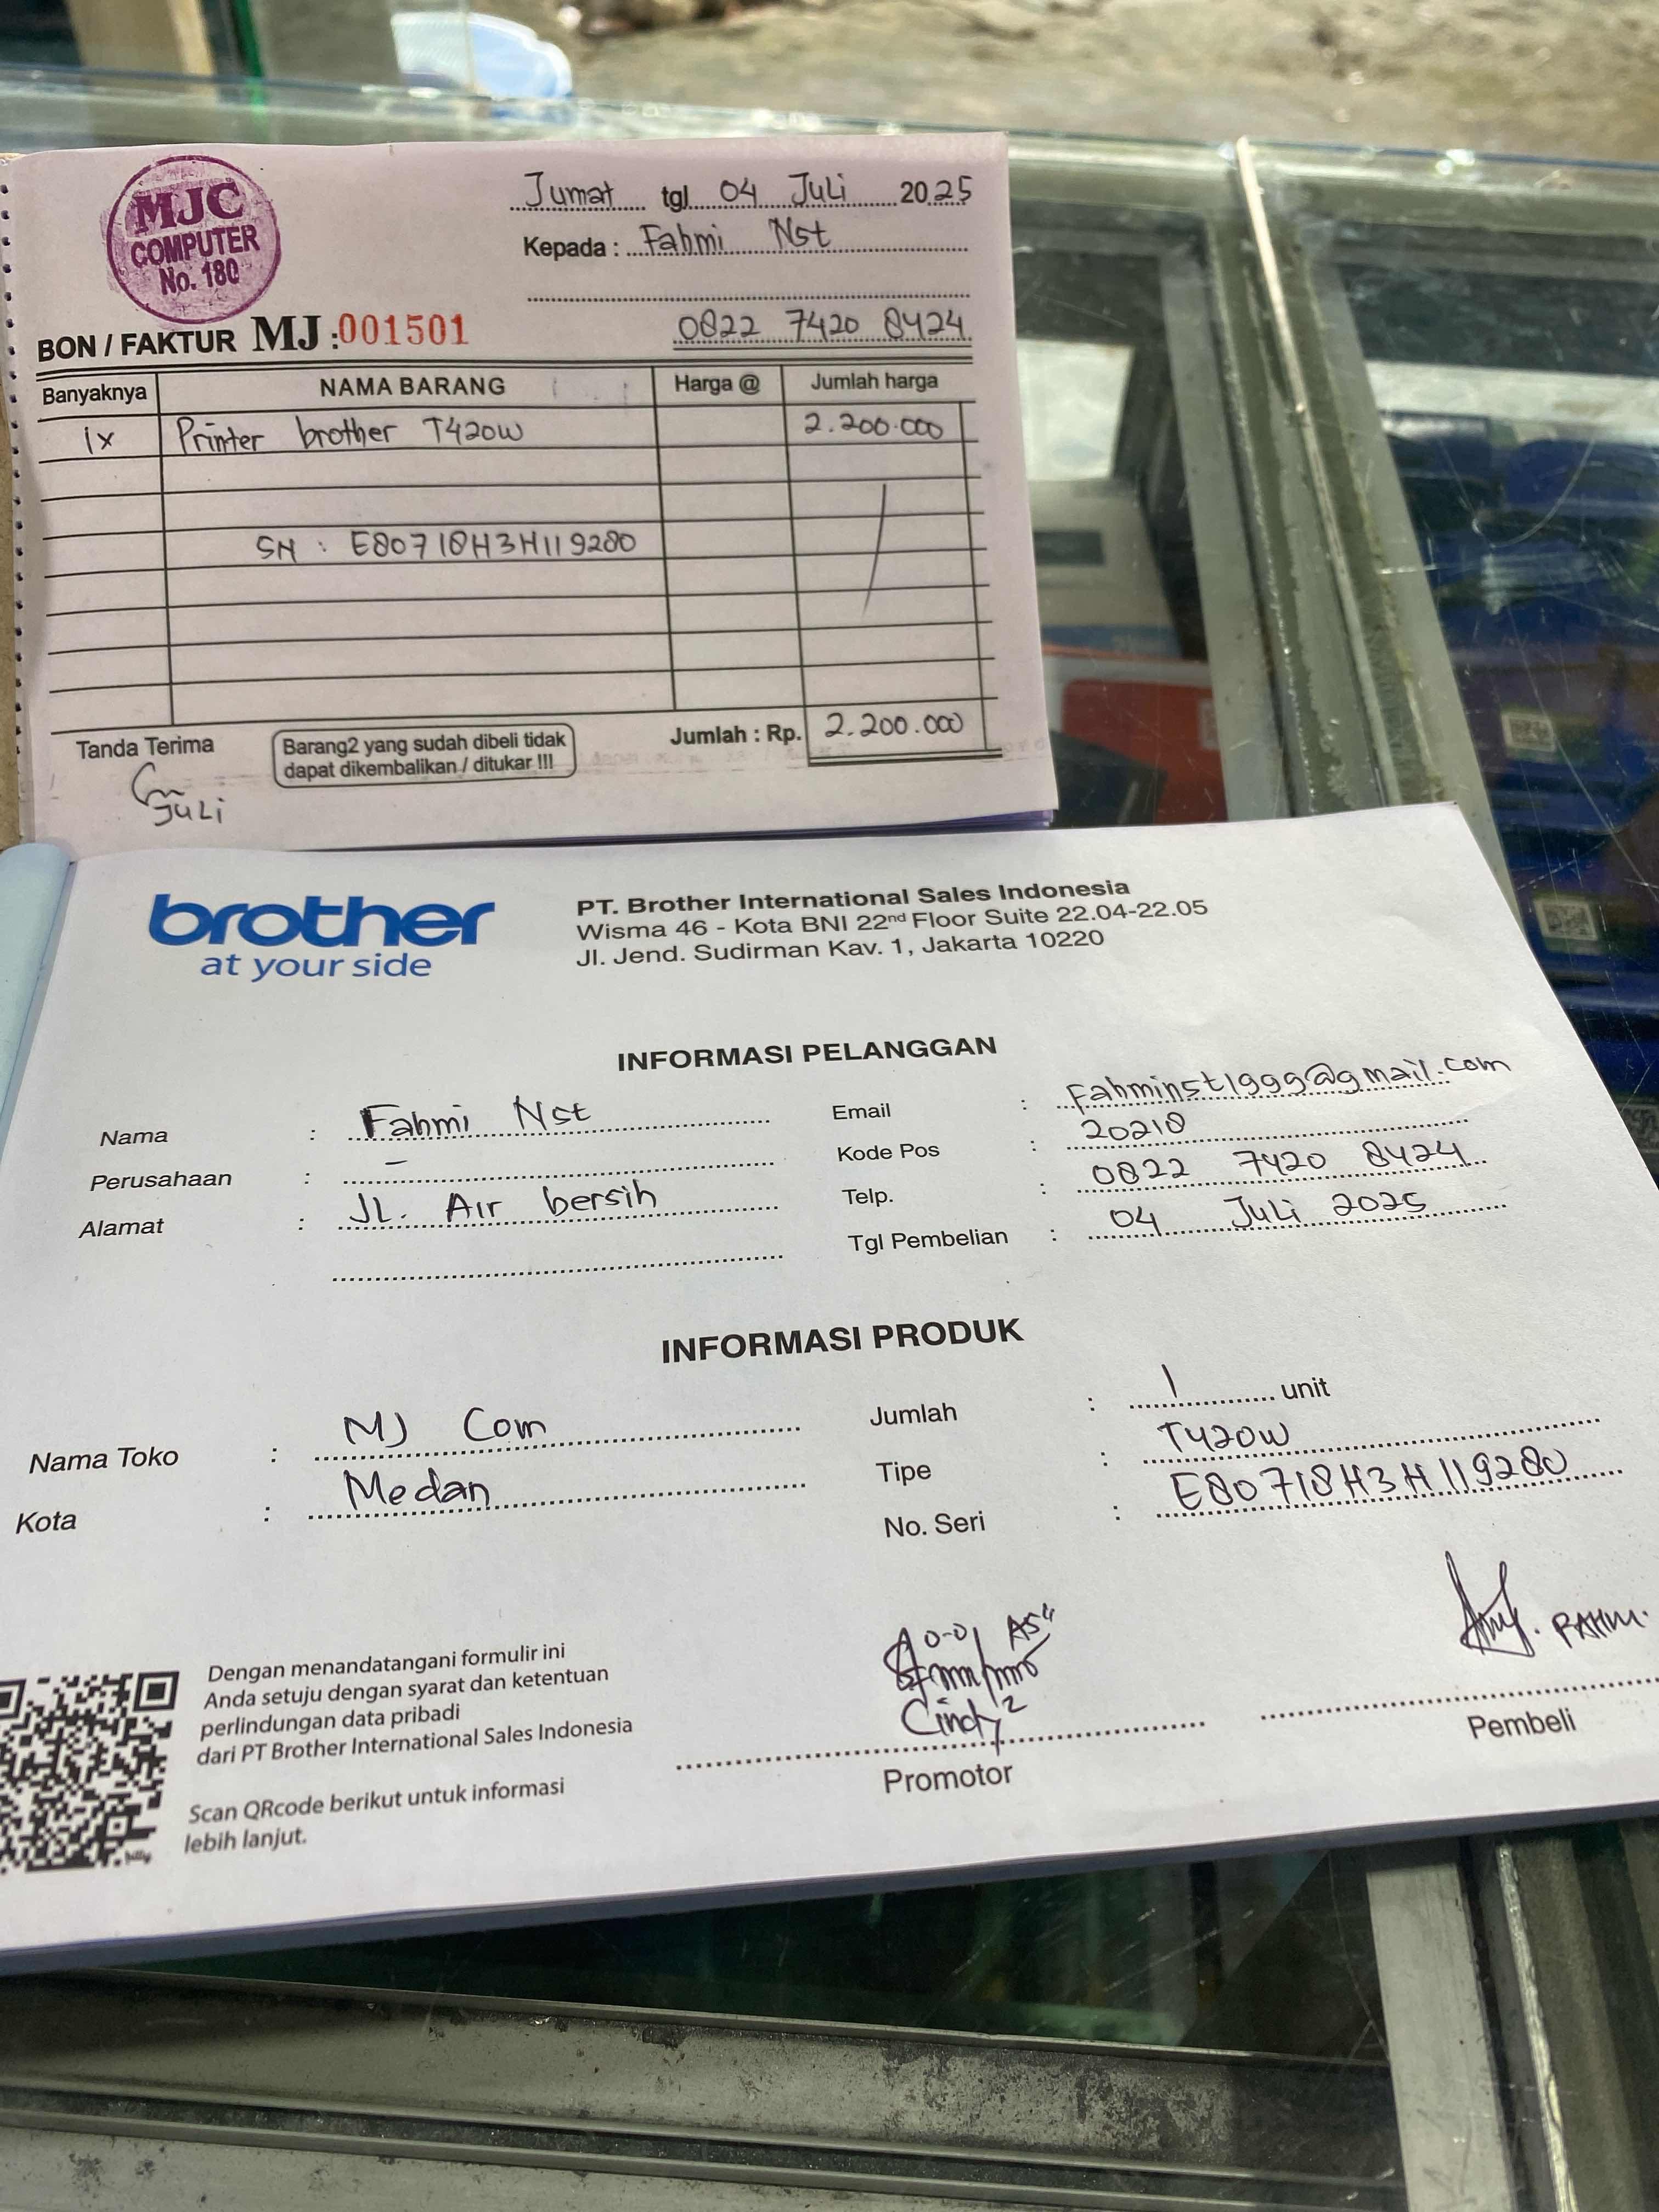 MJC
COMPUTER
No. 180
Jumat tgl 04 Juli 2025
Kepada : Fahmi Nst
BON / FAKTUR MJ :001501
0822 7420 8424
Banyaknya NAMA BARANG Harga @ Jumlah harga
1x Printer brother T420W 2.200.000
SN : E80718H3H119280
Tanda Terima
Juli
Barang2 yang sudah dibeli tidak
dapat dikembalikan / ditukar !!!
Jumlah : Rp. 2.200.000
brother
at your side
PT. Brother International Sales Indonesia
Wisma 46 - Kota BNI 22nd Floor Suite 22.04-22.05
Jl. Jend. Sudirman Kav. 1, Jakarta 10220
INFORMASI PELANGGAN
Nama : Fahmi Nst
Perusahaan : -
Alamat : JL. Air bersih
Email : Fahminst1999@gmail.com
Kode Pos : 20218
Telp. : 0822 7420 8424
Tgl Pembelian : 04 Juli 2025
INFORMASI PRODUK
Nama Toko : MJ Com
Kota : Medan
Jumlah : 1 unit
Tipe : T420W
No. Seri : E80718H3H119280
Dengan menandatangani formulir ini
Anda setuju dengan syarat dan ketentuan
perlindungan data pribadi
dari PT Brother International Sales Indonesia
Scan QRcode berikut untuk informasi
lebih lanjut.
Cindy²
Promotor
Pembeli